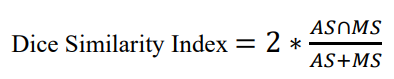 Dice Similarity Index = 2 * AS∩MS / AS+MS